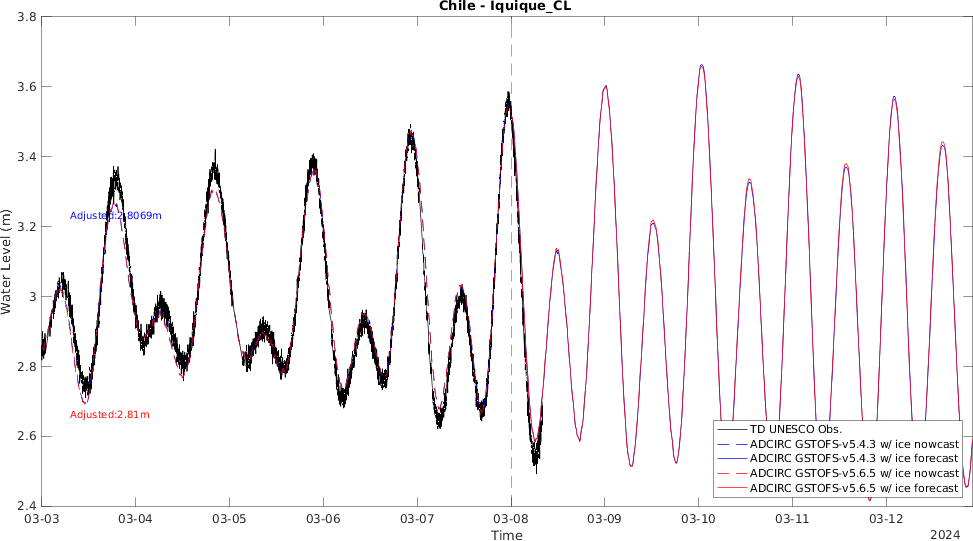 Chile - Iquique_CL
3.8
3.6
3.4
3.2
3
2.8
2.6
2.4
Water Level (m)
Adjusted:2.8069m
Adjusted:2.81m
TD UNESCO Obs.
ADCIRC GSTOFS-v5.4.3 w/ ice nowcast
ADCIRC GSTOFS-v5.4.3 w/ ice forecast
ADCIRC GSTOFS-v5.6.5 w/ ice nowcast
ADCIRC GSTOFS-v5.6.5 w/ ice forecast
03-03 03-04 03-05 03-06 03-07 03-08 03-09 03-10 03-11 03-12
Time
2024